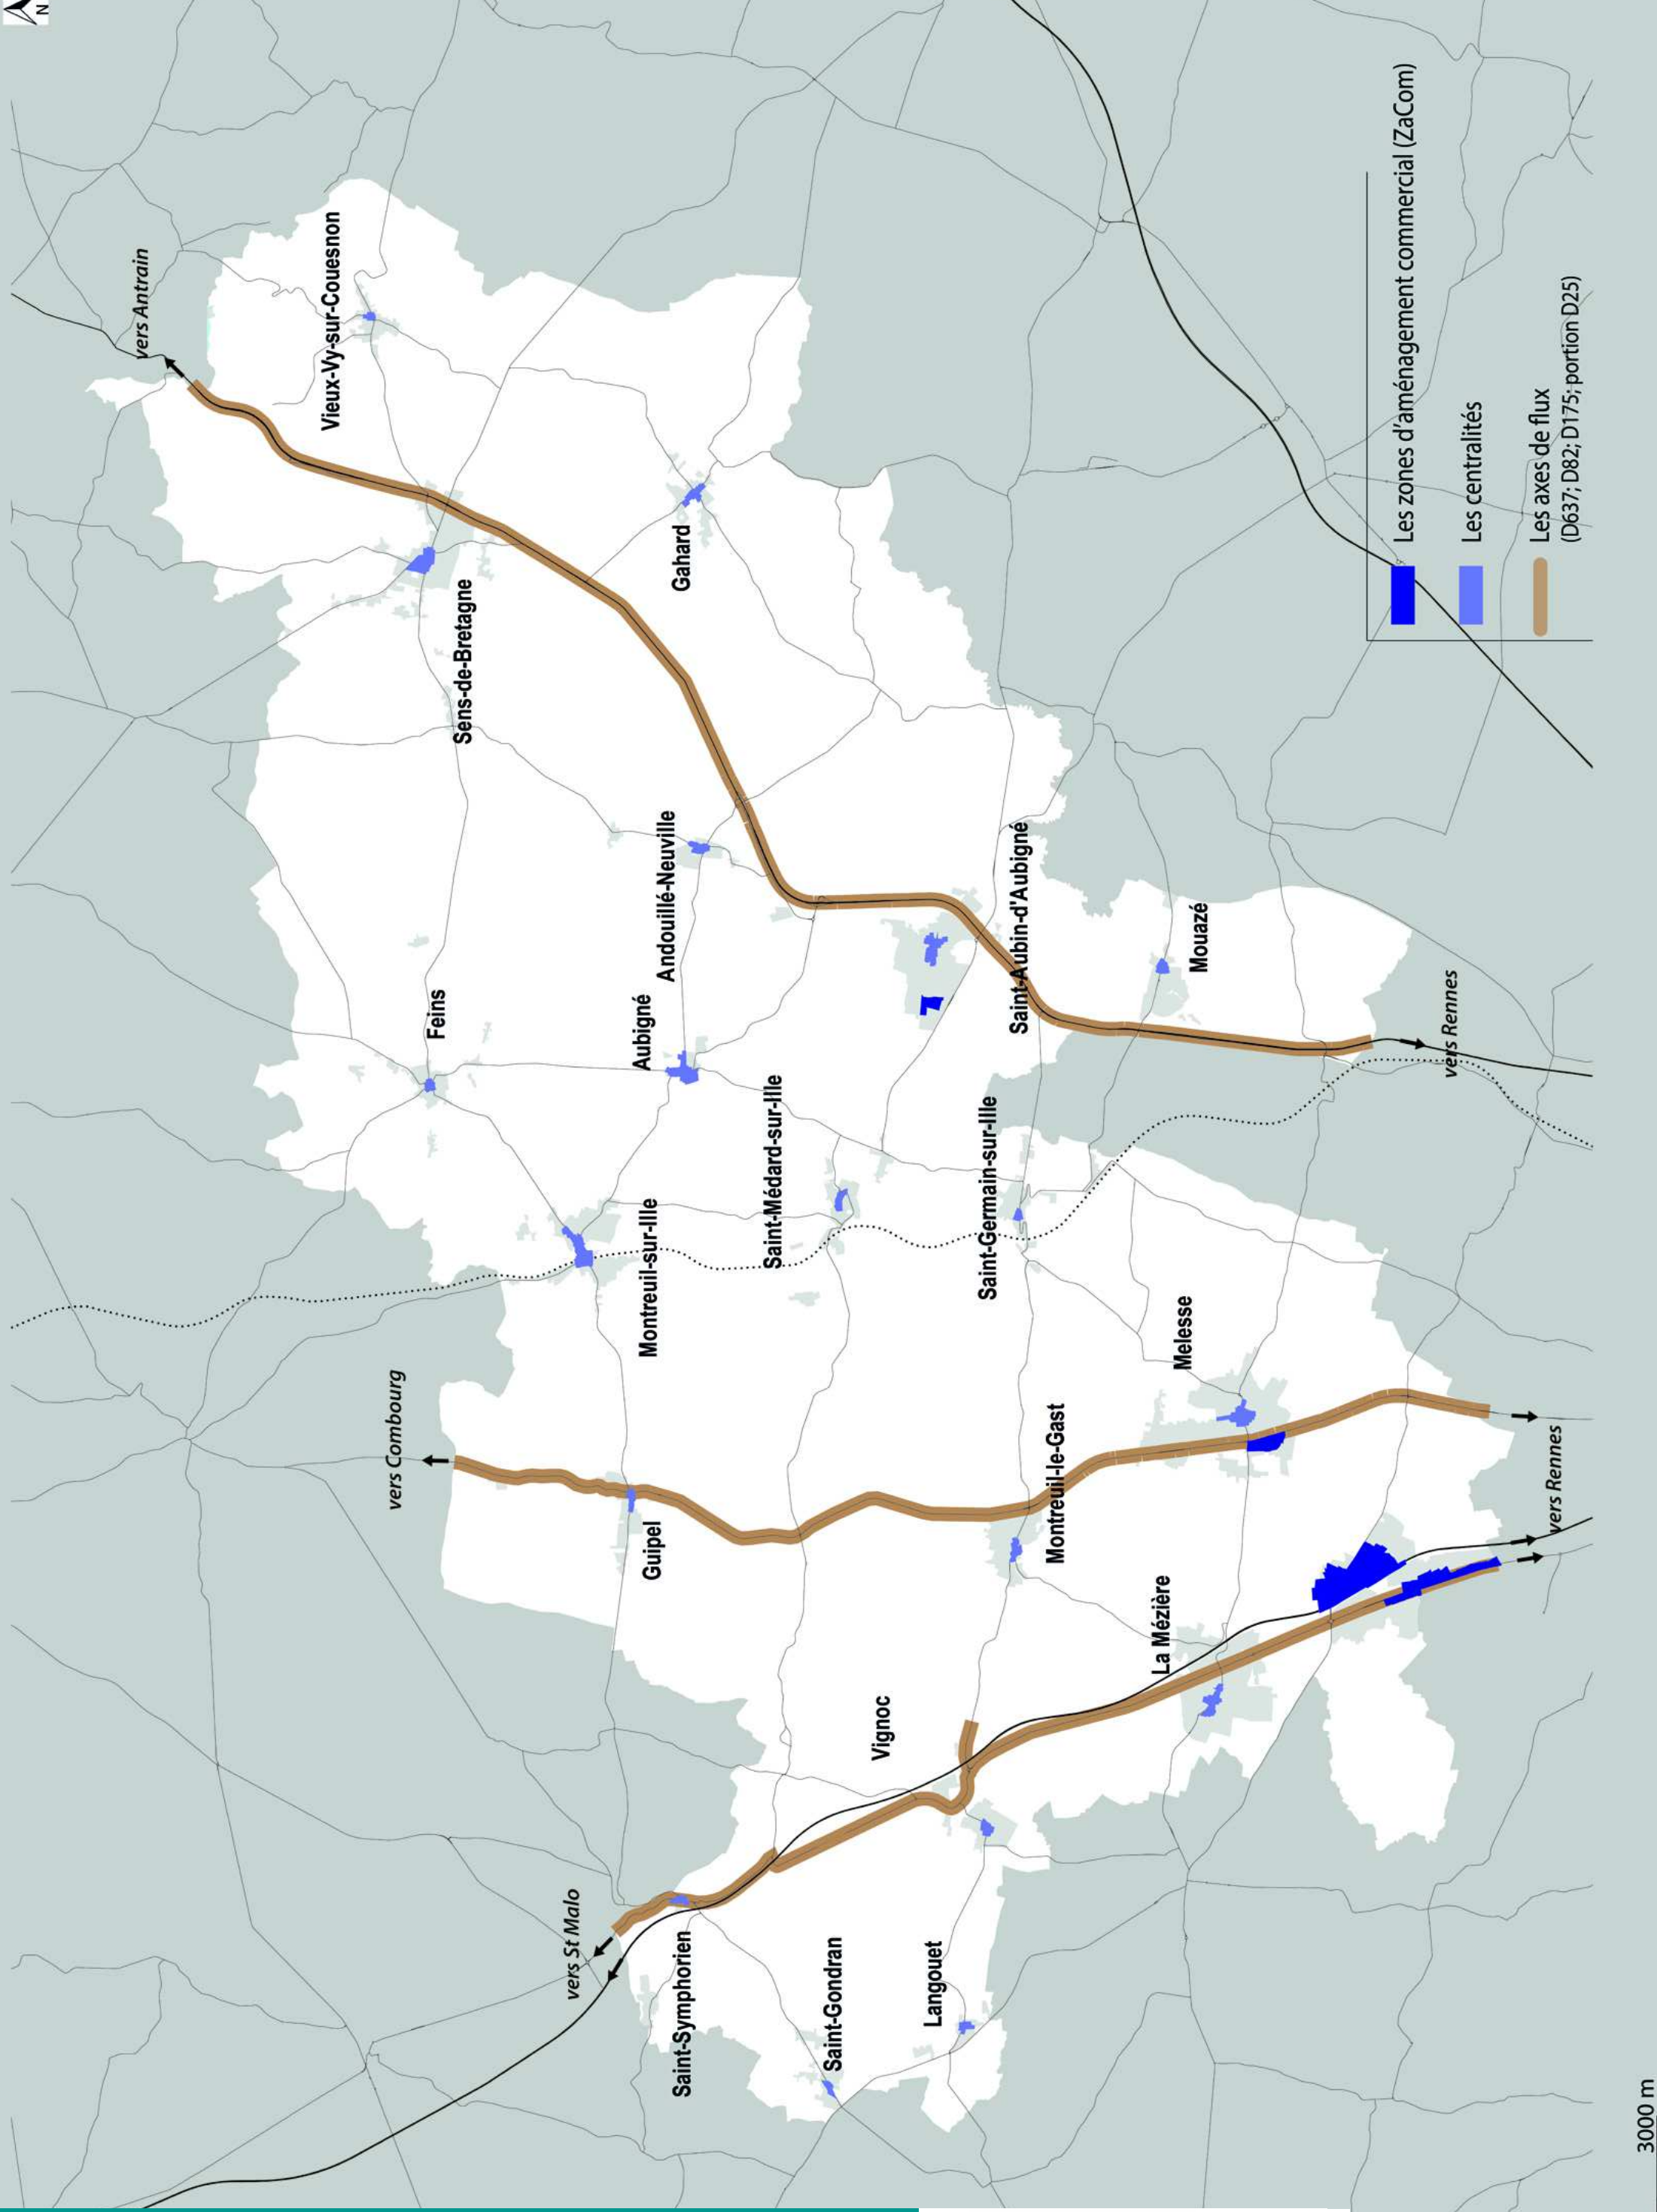 N
vers Antrain
Vieux-Vy-sur-Couesnon
Sens-de-Bretagne
Gahard
Feins
Andouillé-Neuville
Aubigné
vers Combourg
Montreuil-sur-Ille
Saint-Médard-sur-Ille
Saint-Aubin-d'Aubigné
Mouazé
Saint-Germain-sur-Ille
Guipel
vers St Malo
Saint-Symphorien
Vignoc
Montreuil-le-Gast
Melesse
La Mézière
Saint-Gondran
Langouet
vers Rennes
vers Rennes
Les zones d'aménagement commercial (ZaCom)
Les centralités
Les axes de flux
(D637; D82; D175; portion D25)
3000 m